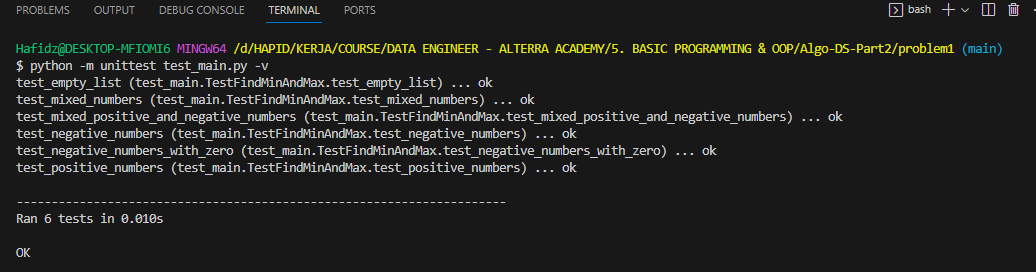 PROBLEMS OUTPUT DEBUG CONSOLE TERMINAL PORTS bash
Hafidz@DESKTOP-MFIOMI6 MINGW64 /d/HAPID/KERJA/COURSE/DATA ENGINEER - ALTERRA ACADEMY/5. BASIC PROGRAMMING & OOP/Algo-DS-Part2/problem1 (main)
$ python -m unittest test_main.py -v
test_empty_list (test_main.TestFindMinAndMax.test_empty_list) ... ok
test_mixed_numbers (test_main.TestFindMinAndMax.test_mixed_numbers) ... ok
test_mixed_positive_and_negative_numbers (test_main.TestFindMinAndMax.test_mixed_positive_and_negative_numbers) ... ok
test_negative_numbers (test_main.TestFindMinAndMax.test_negative_numbers) ... ok
test_negative_numbers_with_zero (test_main.TestFindMinAndMax.test_negative_numbers_with_zero) ... ok
test_positive_numbers (test_main.TestFindMinAndMax.test_positive_numbers) ... ok
----------------------------------------------------------------------
Ran 6 tests in 0.010s
OK